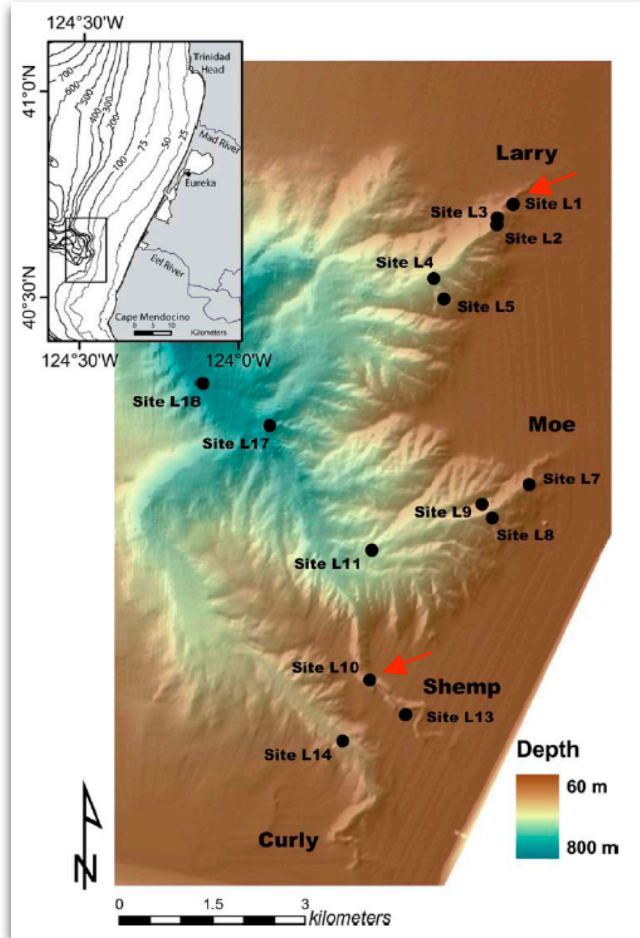 124°30'W
Trinidad
Head
700
600
500
400
300
200
100
75
50
25
41°0'N
Mad River
Eureka
Eel River
40°30'N
Cape Mendocino
0 5 10
Kilometers
124°30'W
124°0'W
Larry
Site L1
Site L3
Site L2
Site L4
Site L5
Site L18
Site L17
Moe
Site L7
Site L9
Site L8
Site L11
Site L10
Shemp
Site L13
Site L14
Curly
Depth
60 m
800 m
N
0 1.5 3
kilometers